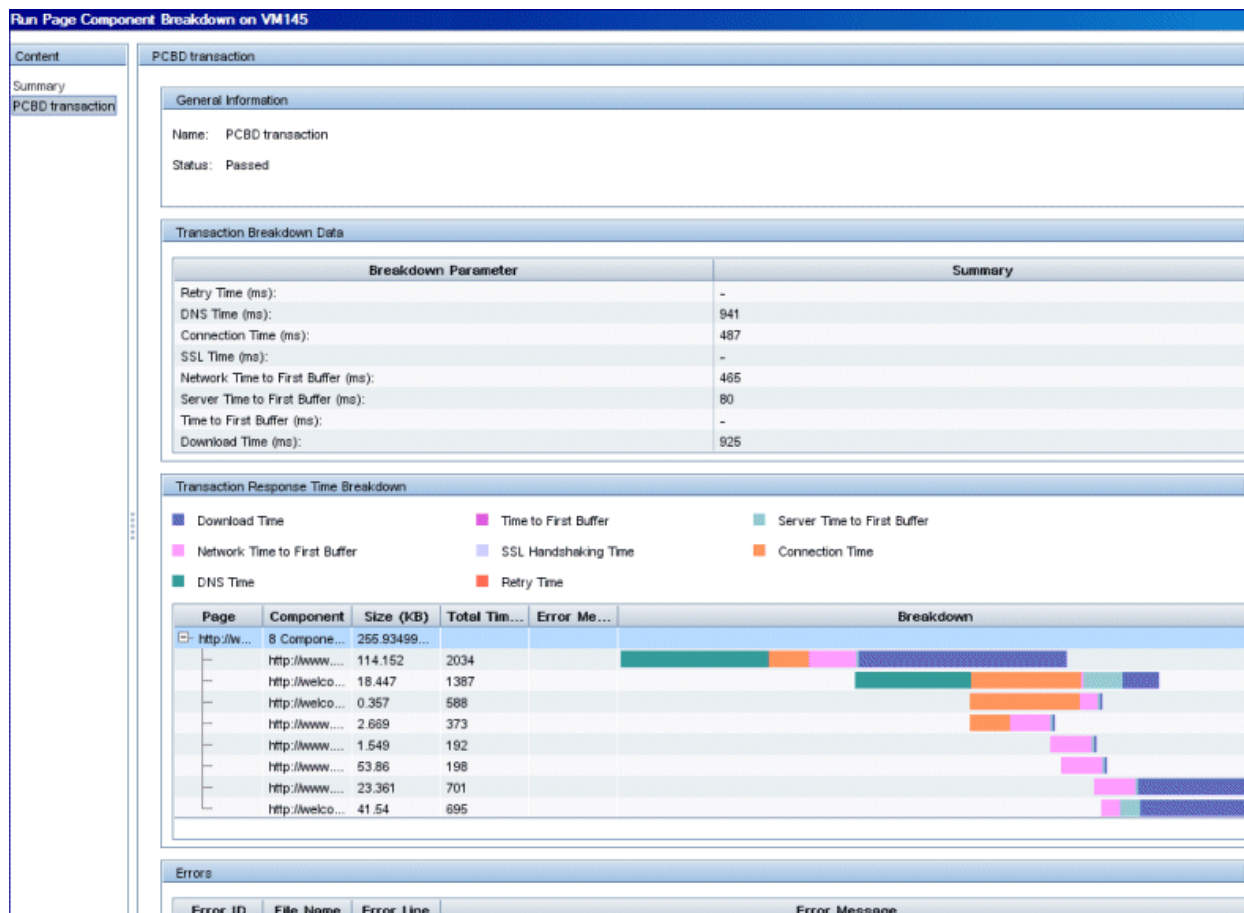 Run Page Component Breakdown on VM145
Content
Summary
PCBD transaction
PCBD transaction
General Information
Name: PCBD transaction
Status: Passed
Transaction Breakdown Data
Breakdown Parameter Summary
Retry Time (ms): -
DNS Time (ms): 941
Connection Time (ms): 487
SSL Time (ms): -
Network Time to First Buffer (ms): 465
Server Time to First Buffer (ms): 80
Time to First Buffer (ms): -
Download Time (ms): 925
Transaction Response Time Breakdown
Download Time Time to First Buffer Server Time to First Buffer
Network Time to First Buffer SSL Handshaking Time Connection Time
DNS Time Retry Time
Page Component Size (KB) Total Tim... Error Me... Breakdown
http://w... 8 Compone... 255.93499...
http://www.... 114.152 2034
http://welco... 18.447 1387
http://welco... 0.357 588
http://www.... 2.669 373
http://www.... 1.549 192
http://www.... 53.86 198
http://www.... 23.361 701
http://welco... 41.54 695
Errors
Error ID File Name Error Line Error Message